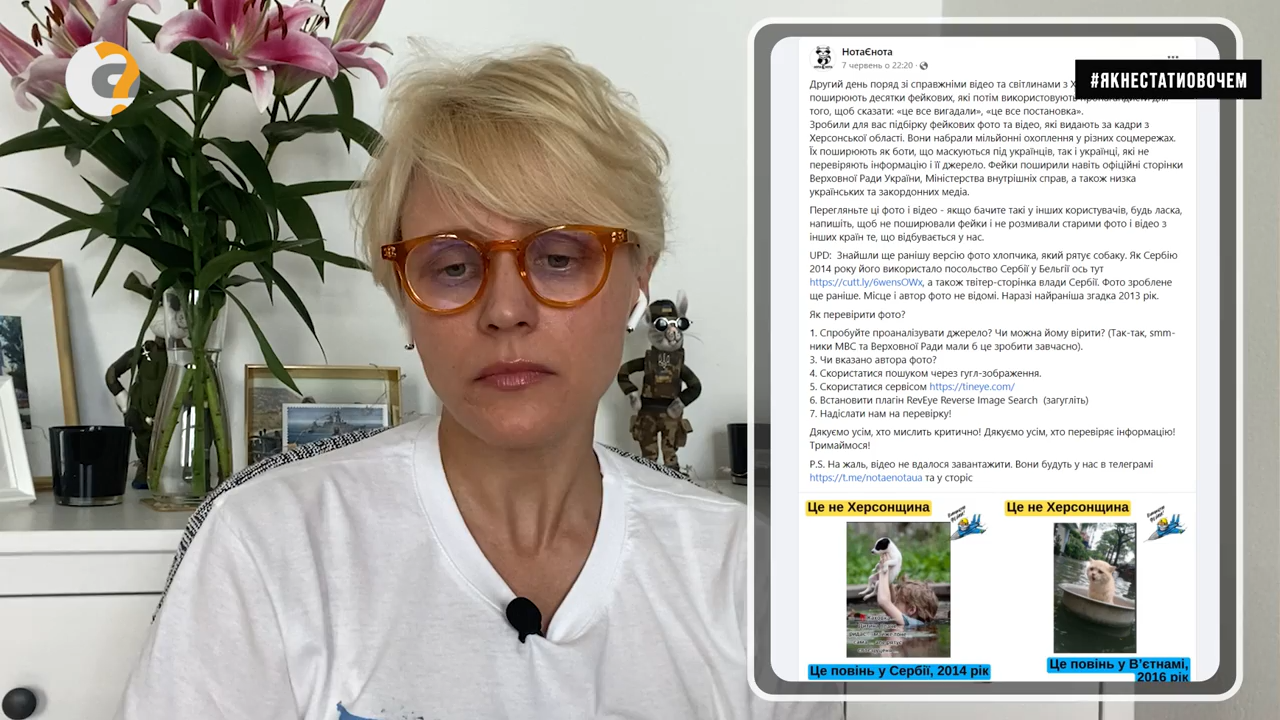 НотаЄнота
7 червень о 22:20
#ЯКНЕСТАТИОВОЧЕМ
Другий день поряд зі справжніми відео та світлинами з
поширюють десятки фейкових, які потім використовують
того, щоб сказати: «це все вигадали», «це все постановка».
Зробили для вас підбірку фейкових фото та відео, які видають за кадри з
Херсонської області. Вони набрали мільйонні охоплення у різних соцмережах.
Їх поширюють як боти, що маскуються під українців, так і українці, які не
перевіряють інформацію і її джерело. Фейки поширили навіть офіційні сторінки
Верховної Ради України, Міністерства внутрішніх справ, а також низка
українських та закордонних медіа.
Перегляньте ці фото і відео - якщо бачите такі у інших користувачів, будь ласка,
напишіть, щоб не поширювали фейки і не розмивали старими фото і відео з
інших країн те, що відбувається у нас.
UPD: Знайшли ще ранішу версію фото хлопчика, який рятує собаку. Як Сербію
2014 року його використало посольство Сербії у Бельгії ось тут
https://cutt.ly/6wensOWx, а також твітер-сторінка влади Сербії. Фото зроблене
ще раніше. Місце і автор фото не відомі. Наразі найраніша згадка 2013 рік.
Як перевірити фото?
1. Спробуйте проаналізувати джерело? Чи можна йому вірити? (Так-так, smm-
ники МВС та Верховної Ради мали б це зробити завчасно).
3. Чи вказано автора фото?
4. Скористатися пошуком через гугл-зображення.
5. Скористатися сервісом https://tineye.com/
6. Встановити плагін RevEye Reverse Image Search (загугліть)
7. Надіслати нам на перевірку!
Дякуємо усім, хто мислить критично! Дякуємо усім, хто перевіряє інформацію!
Тримаймося!
P.S. На жаль, відео не вдалося завантажити. Вони будуть у нас в телеграмі
https://t.me/notaenotaua та у сторіс
Це не Херсонщина
Це не Херсонщина
Це повінь у Сербії, 2014 рік
Це повінь у В'єтнамі,
2016 рік